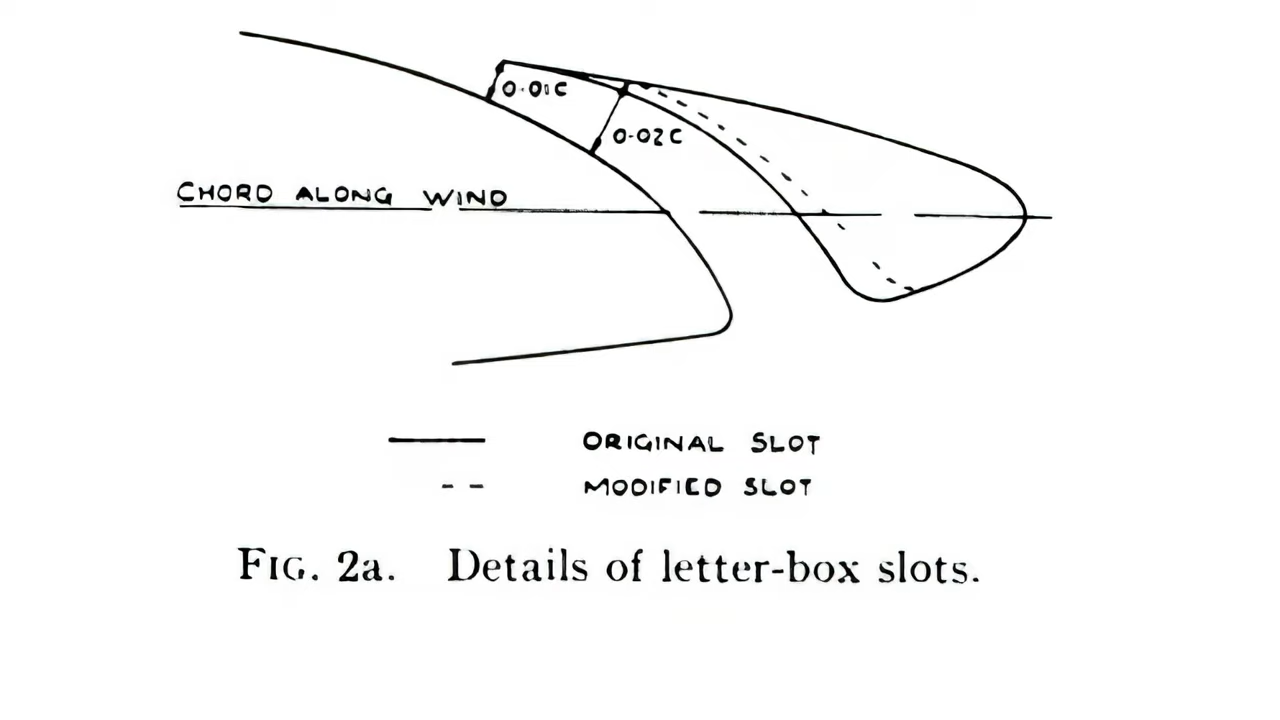 0·01C
0·02C
CHORD ALONG WIND
ORIGINAL SLOT
MODIFIED SLOT
FIG. 2a. Details of letter-box slots.